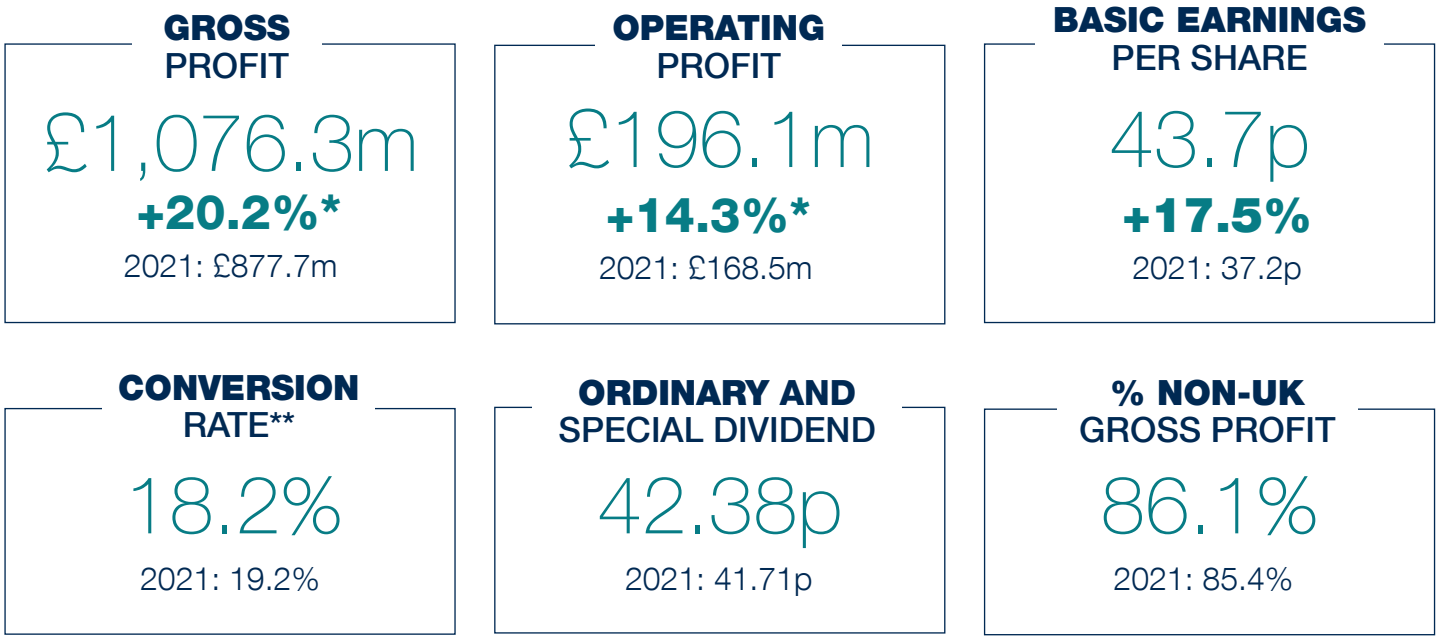 GROSS
PROFIT
£1,076.3m
+20.2%*
2021: £877.7m
OPERATING
PROFIT
£196.1m
+14.3%*
2021: £168.5m
BASIC EARNINGS
PER SHARE
43.7p
+17.5%
2021: 37.2p
CONVERSION
RATE**
18.2%
2021: 19.2%
ORDINARY AND
SPECIAL DIVIDEND
42.38p
2021: 41.71p
% NON-UK
GROSS PROFIT
86.1%
2021: 85.4%